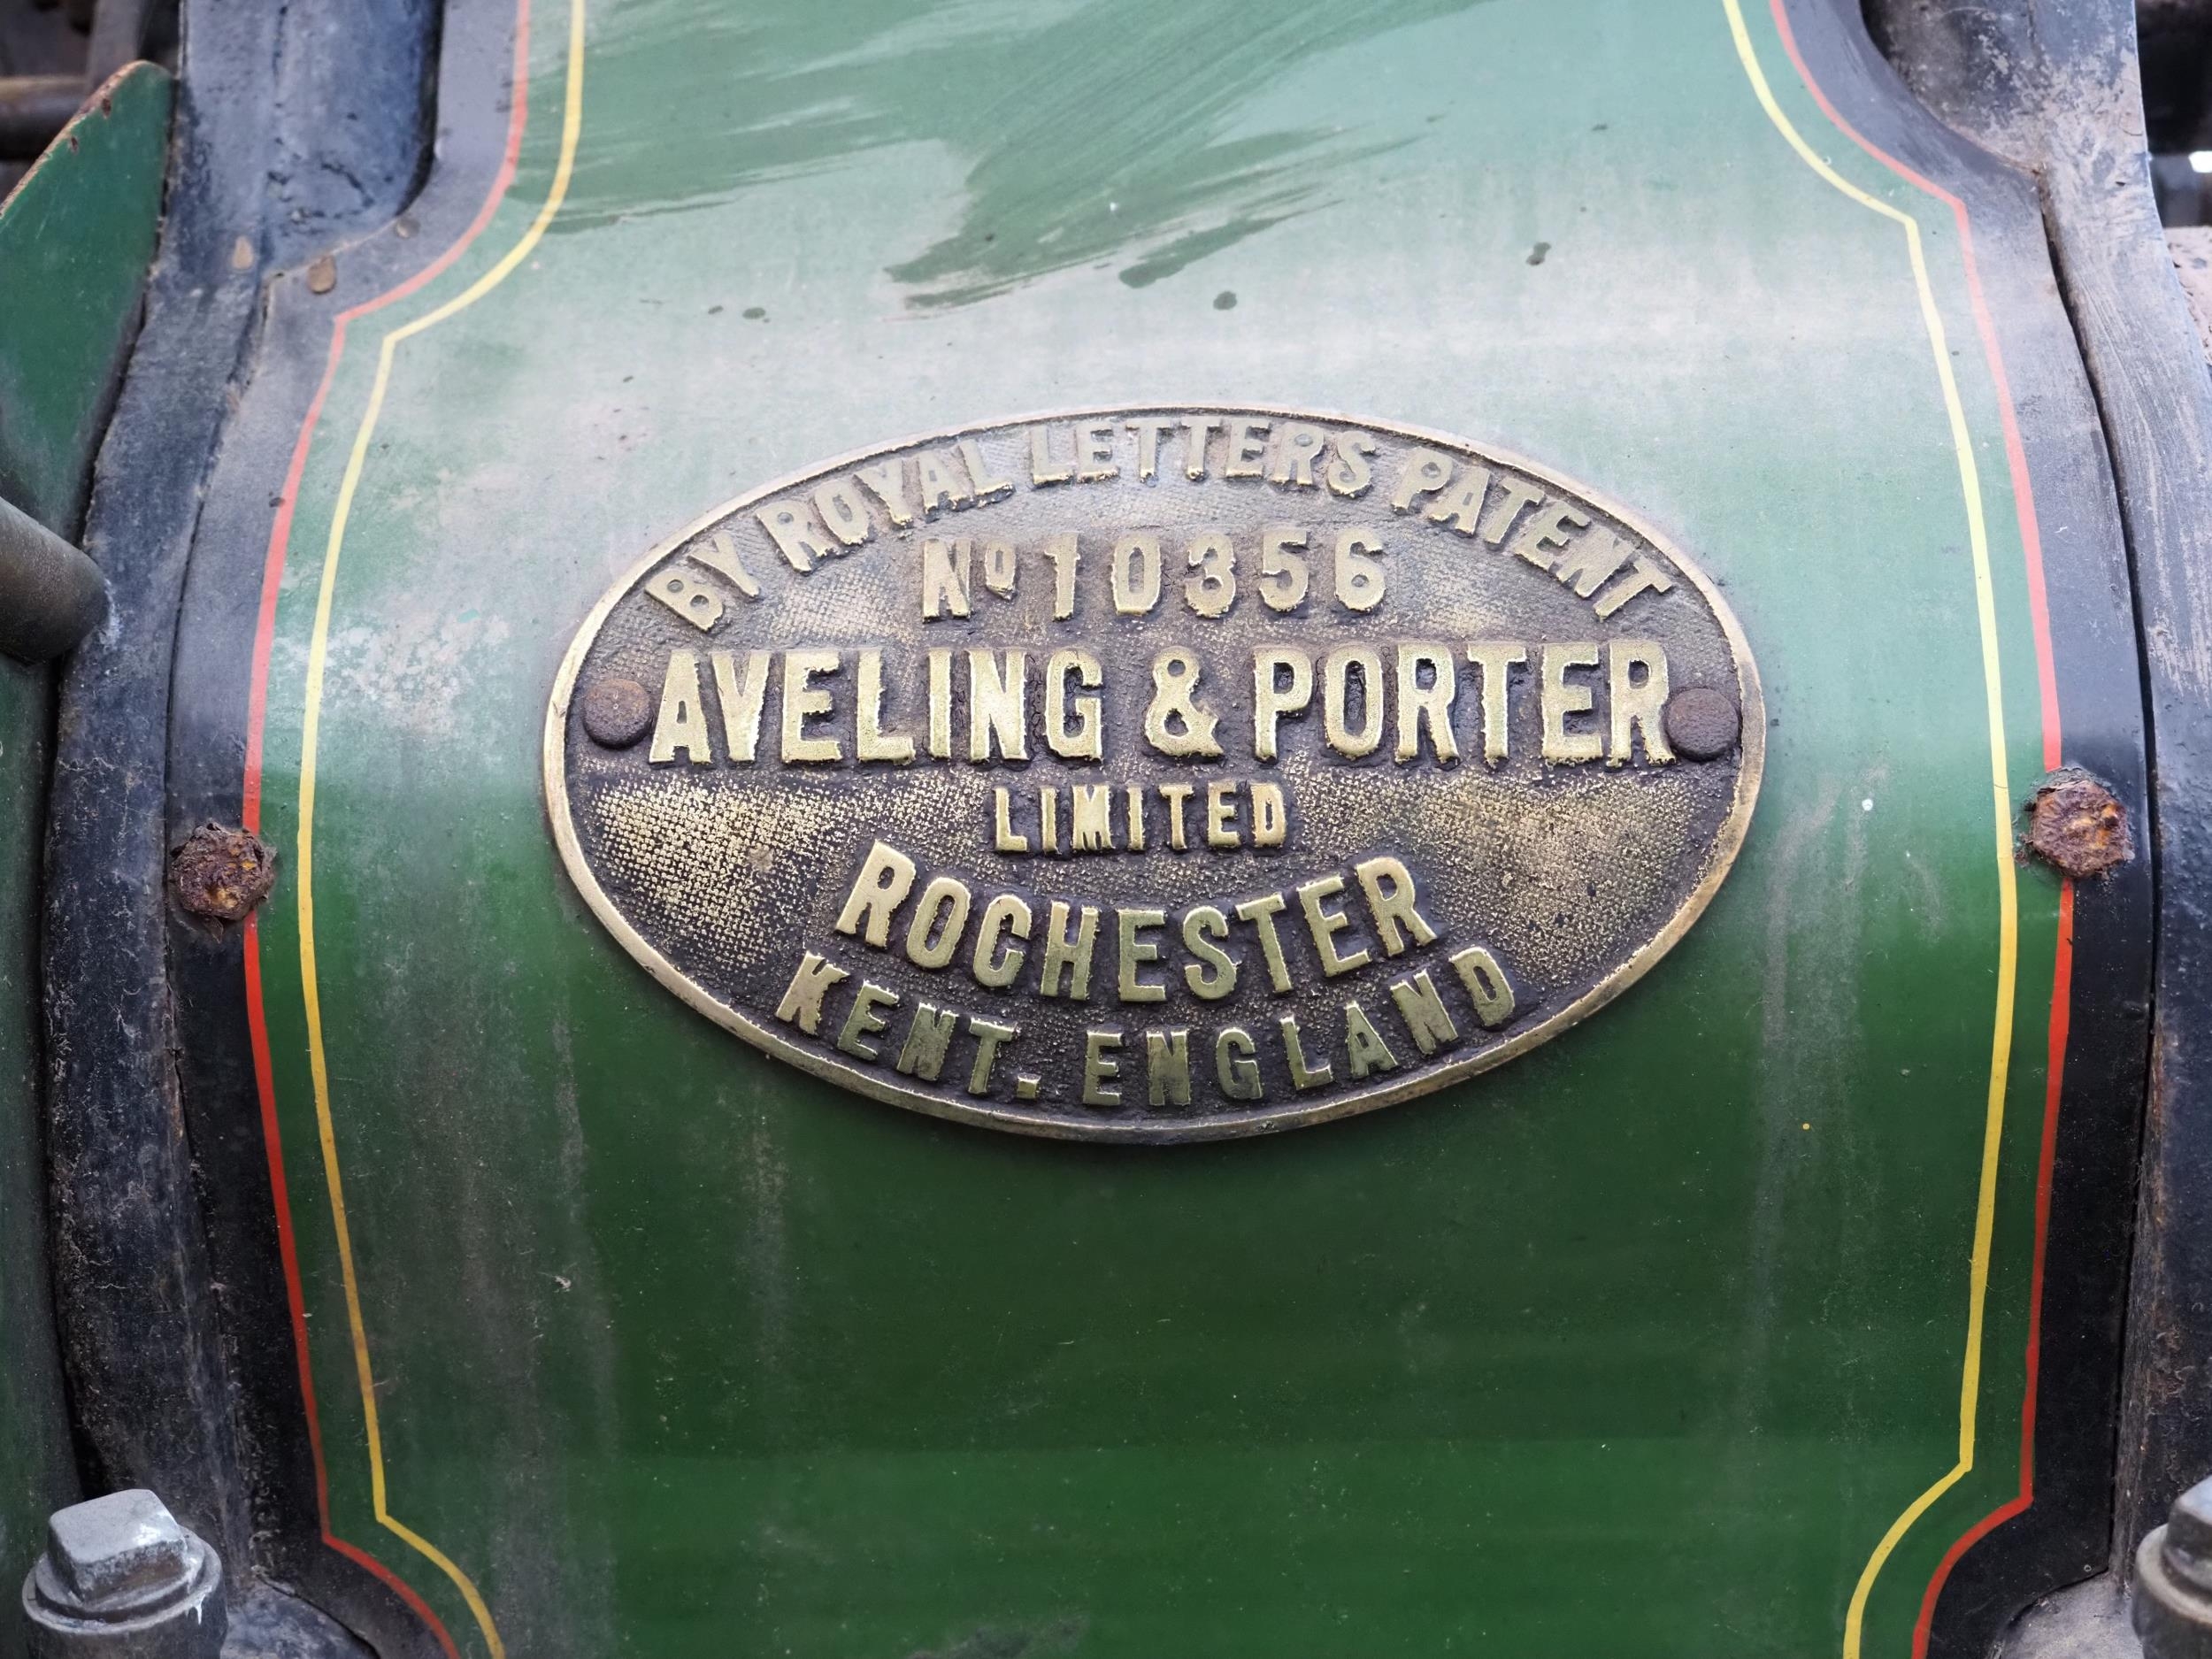 BY ROYAL LETTERS PATENT
Nº 10356
AVELING & PORTER
LIMITED
ROCHESTER
KENT. ENGLAND